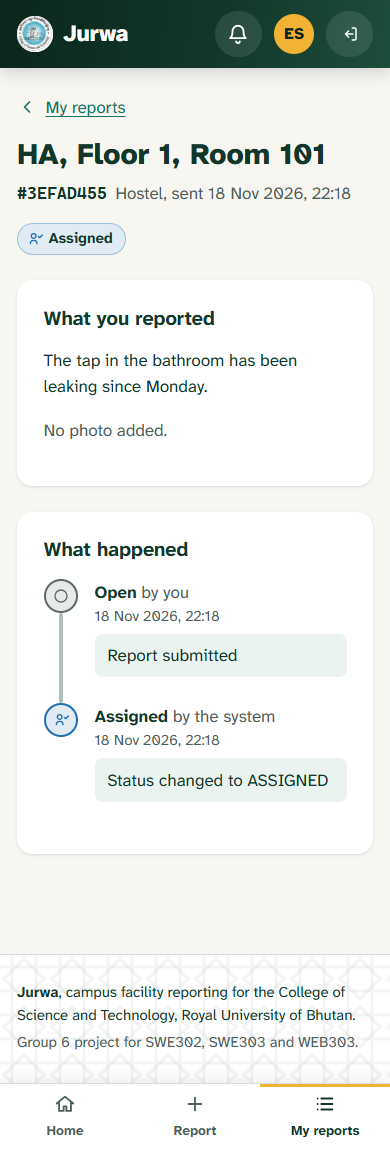 Jurwa
ES
My reports
HA, Floor 1, Room 101
#3EFAD455 Hostel, sent 18 Nov 2026, 22:18
Assigned
What you reported
The tap in the bathroom has been
leaking since Monday.
No photo added.
What happened
Open by you
18 Nov 2026, 22:18
Report submitted
Assigned by the system
18 Nov 2026, 22:18
Status changed to ASSIGNED
Jurwa, campus facility reporting for the College of
Science and Technology, Royal University of Bhutan.
Group 6 project for SWE302, SWE303 and WEB303.
Home
Report
My reports